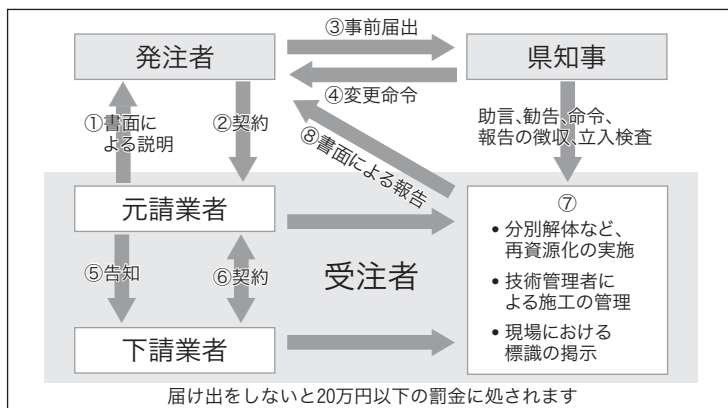 ③事前届出
発注者
県知事
④変更命令
①書面に
よる説明
②契約
⑧書面による報告
助言、勧告、命令、
報告の徴収、立入検査
元請業者
⑦
• 分別解体など、
再資源化の実施
• 技術管理者に
よる施工の管理
• 現場における
標識の掲示
⑤告知
⑥契約
受注者
下請業者
届け出をしないと20万円以下の罰金に処されます